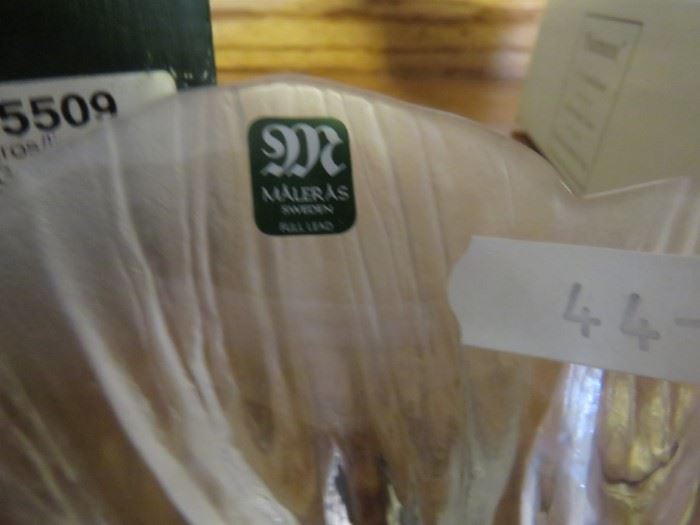 5509
M
MÅLERÅS
SWEDEN
FULL LEAD
44-